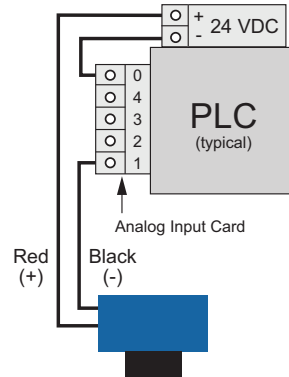 +
- 24 VDC
0
4
3
2
1
PLC
(typical)
Analog Input Card
Red
(+)
Black
(-)